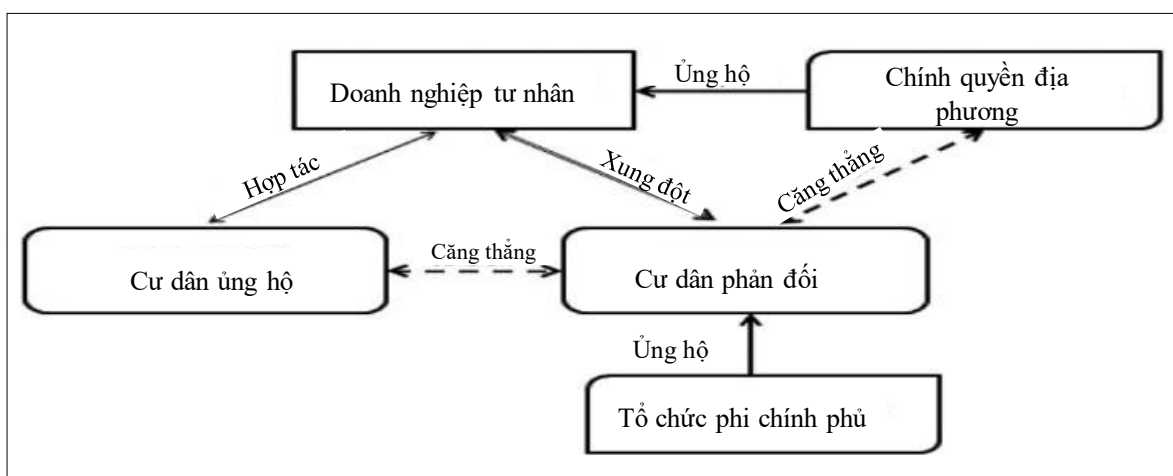 Doanh nghiệp tư nhân
Ủng hộ
Chính quyền địa
phương
Hợp tác
Xung đột
Căng thẳng
Cư dân ủng hộ
Căng thẳng
Cư dân phản đối
Ủng hộ
Tổ chức phi chính phủ